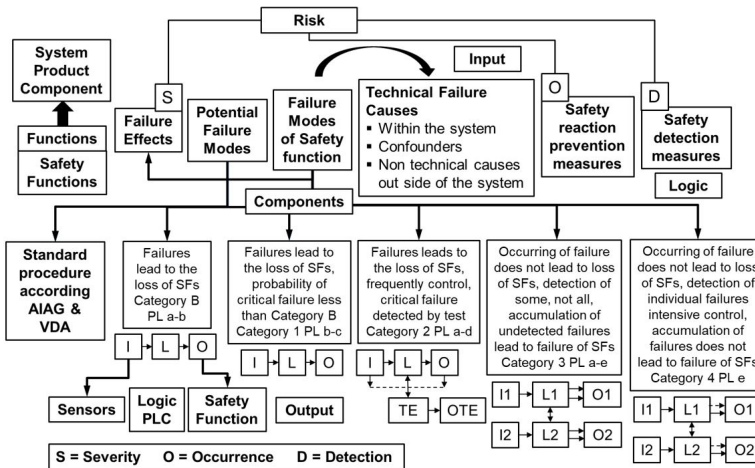 Risk
System
Product
Component
Functions
Safety
Functions
S
Failure
Effects
Potential
Failure
Modes
Failure
Modes
of Safety
function
Input
Technical Failure
Causes
▪ Within the system
▪ Confounders
▪ Non technical causes
out side of the system
O
Safety
reaction
prevention
measures
D
Safety
detection
measures
Logic
Components
Standard
procedure
according
AIAG &
VDA
Failures
lead to the
loss of SFs
Category B
PL a-b
Failures lead to
the loss of SFs,
probability of
critical failure less
than Category B
Category 1 PL b-c
Failures leads to
the loss of SFs,
frequently control,
critical failure
detected by test
Category 2 PL a-d
Occurring of failure
does not lead to loss
of SFs, detection of
some, not all,
accumulation of
undetected failures
lead to failure of SFs
Category 3 PL a-e
Occurring of failure
does not lead to loss
of SFs, detection of
individual failures
intensive control,
accumulation of
failures does not
lead to failure of SFs
Category 4 PL e
I L O
I L O
I L O
TE OTE
I1 L1 O1
I2 L2 O2
I1 L1 O1
I2 L2 O2
Sensors
Logic
PLC
Safety
Function
Output
S = Severity O = Occurrence D = Detection